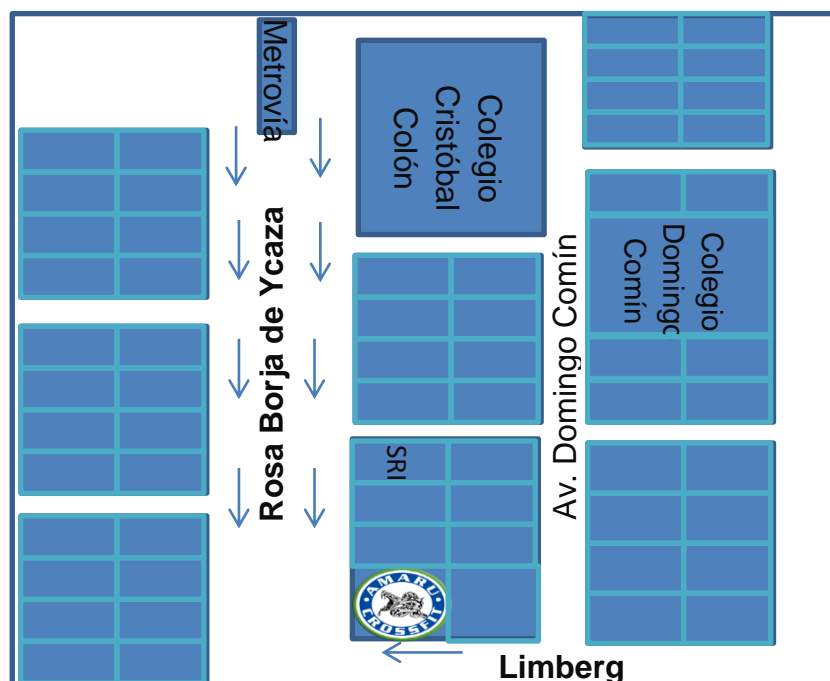 Metrovía
Colegio
Cristóbal
Colón
Colegio
Domingo
Comín
Rosa Borja de Ycaza
Av. Domingo Comín
SRI
AMARU
CROSSFIT
Limberg